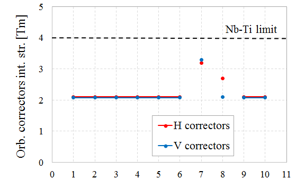 Orb. correctors int. str. [Tm]
5
4
3
2
1
0
Nb-Ti limit
H correctors
V correctors
0 1 2 3 4 5 6 7 8 9 10 11